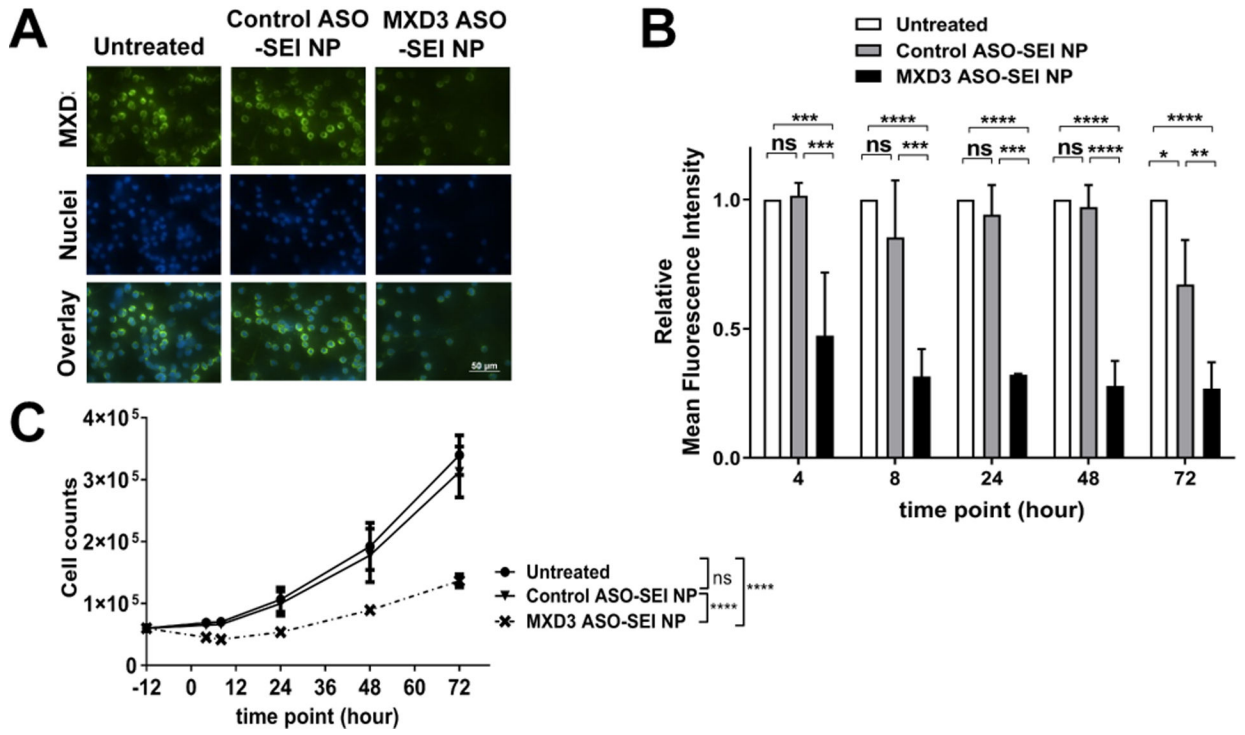 A
Untreated
Control ASO
-SEI NP
MXD3 ASO
-SEI NP
MXD:
Nuclei
Overlay
50 µm
B
Untreated
Control ASO-SEI NP
MXD3 ASO-SEI NP
*** **** **** **** ****
ns *** ns *** ns *** ns **** * **
Relative
Mean Fluorescence Intensity
1.0
0.5
0.0
4 8 24 48 72
time point (hour)
C
Cell counts
4×10⁵
3×10⁵
2×10⁵
1×10⁵
0
-12 0 12 24 36 48 60 72
time point (hour)
Untreated
Control ASO-SEI NP
MXD3 ASO-SEI NP
ns
****
****